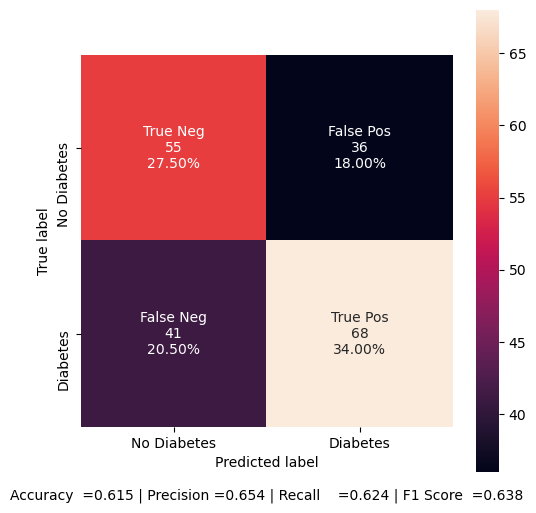 True Neg
55
27.50%
False Pos
36
18.00%
False Neg
41
20.50%
True Pos
68
34.00%
No Diabetes
Diabetes
True label
No Diabetes
Diabetes
Predicted label
65
60
55
50
45
40
Accuracy  =0.615 | Precision =0.654 | Recall    =0.624 | F1 Score  =0.638